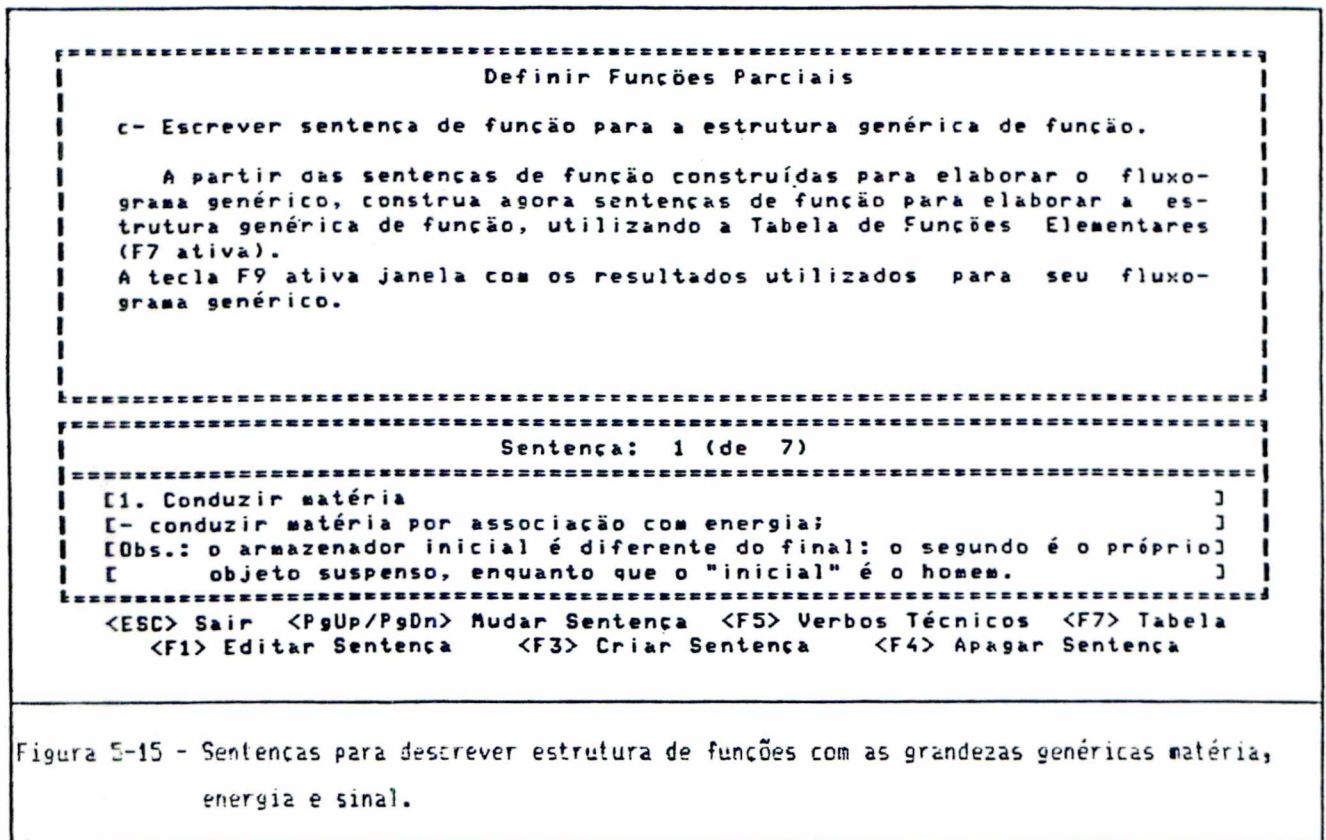 Definir Funções Parciais
c- Escrever sentença de função para a estrutura genérica de função.
A partir das sentenças de função construídas para elaborar o fluxo-
grama genérico, construa agora sentenças de função para elaborar a es-
trutura genérica de função, utilizando a Tabela de Funções Elementares
(F7 ativa).
A tecla F9 ativa janela com os resultados utilizados para seu fluxo-
grama genérico.
Sentença: 1 (de 7)
[1. Conduzir matéria ]
[- conduzir matéria por associação com energia; ]
[Obs.: o armazenador inicial é diferente do final: o segundo é o próprio]
[ objeto suspenso, enquanto que o "inicial" é o homem. ]
<ESC> Sair <PgUp/PgDn> Mudar Sentença <F5> Verbos Técnicos <F7> Tabela
<F1> Editar Sentença <F3> Criar Sentença <F4> Apagar Sentença
Figura 5-15 - Sentenças para descrever estrutura de funções com as grandezas genéricas matéria,
energia e sinal.